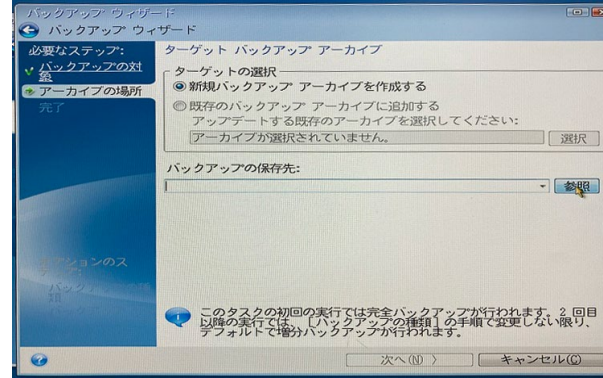 バックアップ ウィザード
バックアップ ウィザード
必要なステップ:
バックアップの対
象
アーカイブの場所
完了
ターゲット バックアップ アーカイブ
ターゲットの選択
新規バックアップ アーカイブを作成する
既存のバックアップ アーカイブに追加する
アップデートする既存のアーカイブを選択してください:
アーカイブが選択されていません。
選択
バックアップの保存先:
参照
このタスクの初回の実行では完全バックアップが行われます。2 回目
以降の実行では、［バックアップの種類］の手順で変更しない限り、
デフォルトで増分バックアップが行われます。
次へ(N) 〉
キャンセル(C)